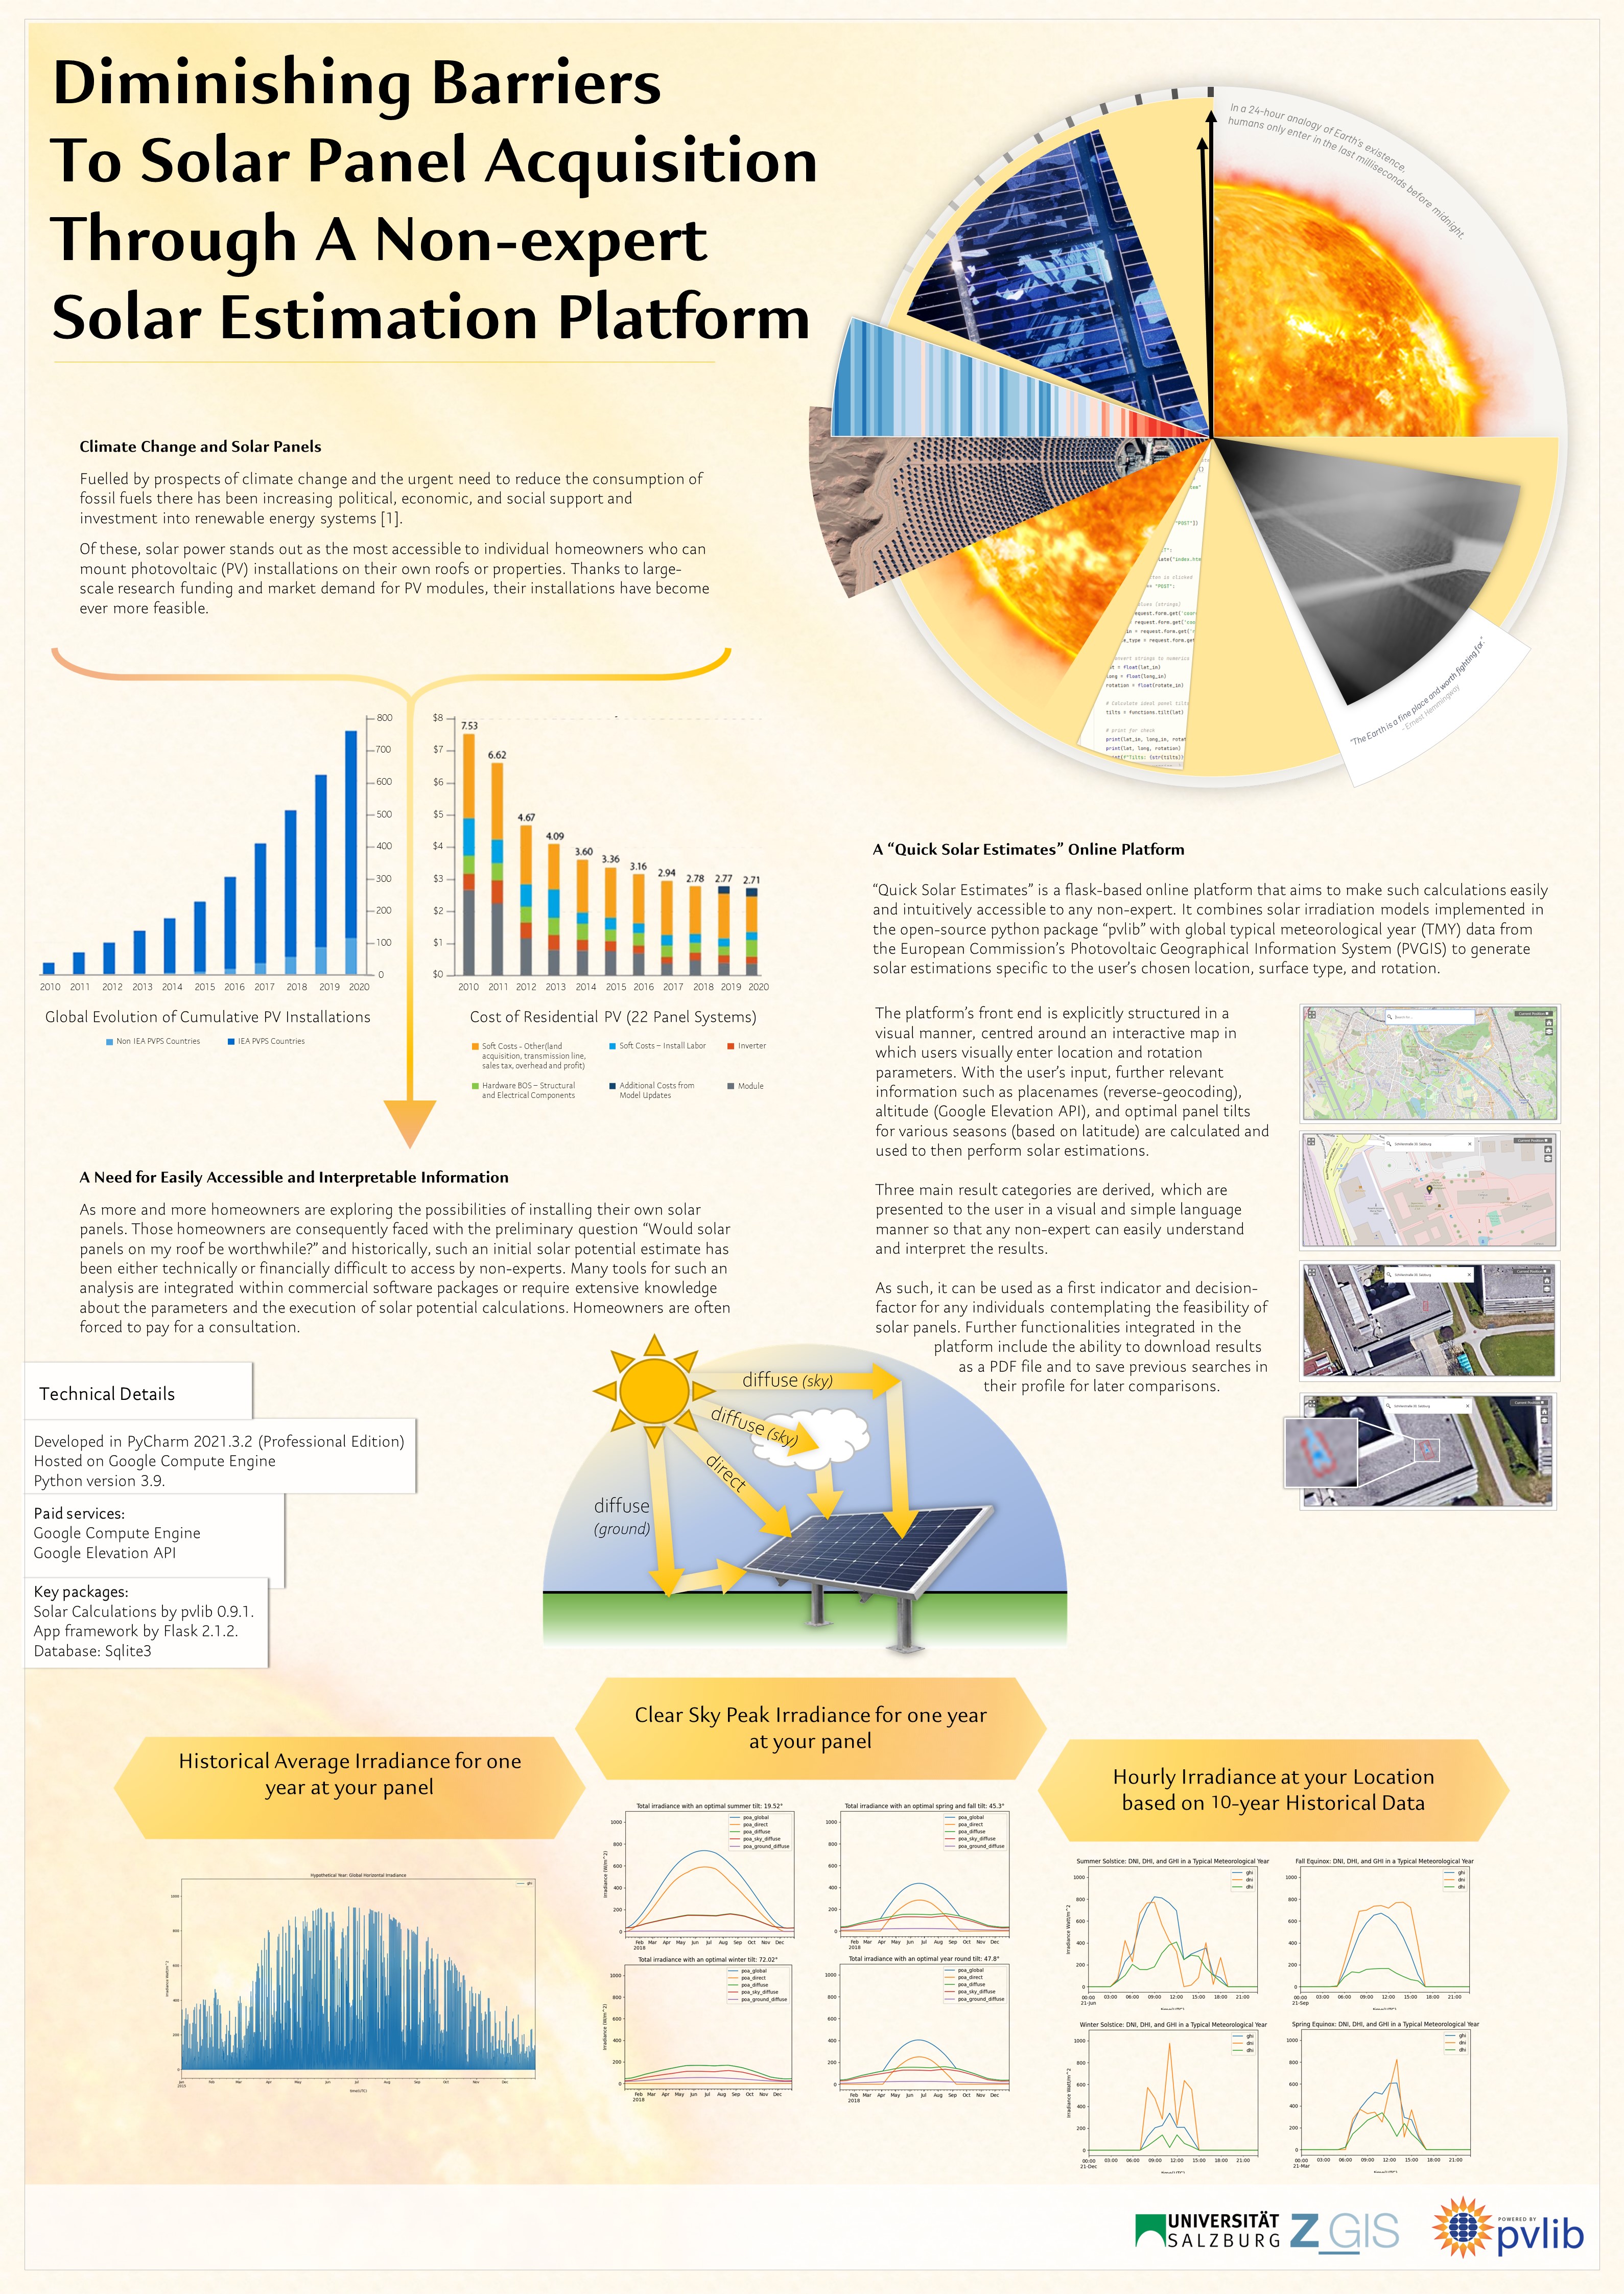 Diminishing Barriers
To Solar Panel Acquisition
Through A Non-expert
Solar Estimation Platform
In a 24-hour analogy of Earth's existence,
humans only enter in the last milliseconds before midnight.
"The Earth is a fine place and worth fighting for."
- Ernest Hemmingway
Climate Change and Solar Panels
Fuelled by prospects of climate change and the urgent need to reduce the consumption of
fossil fuels there has been increasing political, economic, and social support and
investment into renewable energy systems [1].
Of these, solar power stands out as the most accessible to individual homeowners who can
mount photovoltaic (PV) installations on their own roofs or properties. Thanks to large-
scale research funding and market demand for PV modules, their installations have become
ever more feasible.
800
700
600
500
400
300
200
100
0
2010 2011 2012 2013 2014 2015 2016 2017 2018 2019 2020
Global Evolution of Cumulative PV Installations
Non IEA PVPS Countries
IEA PVPS Countries
$8
$7
$6
$5
$4
$3
$2
$1
$0
7.53
6.62
4.67
4.09
3.60
3.36
3.16
2.94
2.78
2.77
2.71
2010 2011 2012 2013 2014 2015 2016 2017 2018 2019 2020
Cost of Residential PV (22 Panel Systems)
Soft Costs - Other(land
acquisition, transmission line,
sales tax, overhead and profit)
Soft Costs – Install Labor
Inverter
Hardware BOS – Structural
and Electrical Components
Additional Costs from
Model Updates
Module
A Need for Easily Accessible and Interpretable Information
As more and more homeowners are exploring the possibilities of installing their own solar
panels. Those homeowners are consequently faced with the preliminary question “Would solar
panels on my roof be worthwhile?” and historically, such an initial solar potential estimate has
been either technically or financially difficult to access by non-experts. Many tools for such an
analysis are integrated within commercial software packages or require extensive knowledge
about the parameters and the execution of solar potential calculations. Homeowners are often
forced to pay for a consultation.
A “Quick Solar Estimates” Online Platform
“Quick Solar Estimates” is a flask-based online platform that aims to make such calculations easily
and intuitively accessible to any non-expert. It combines solar irradiation models implemented in
the open-source python package “pvlib” with global typical meteorological year (TMY) data from
the European Commission’s Photovoltaic Geographical Information System (PVGIS) to generate
solar estimations specific to the user’s chosen location, surface type, and rotation.
The platform’s front end is explicitly structured in a
visual manner, centred around an interactive map in
which users visually enter location and rotation
parameters. With the user’s input, further relevant
information such as placenames (reverse-geocoding),
altitude (Google Elevation API), and optimal panel tilts
for various seasons (based on latitude) are calculated and
used to then perform solar estimations.
Three main result categories are derived, which are
presented to the user in a visual and simple language
manner so that any non-expert can easily understand
and interpret the results.
As such, it can be used as a first indicator and decision-
factor for any individuals contemplating the feasibility of
solar panels. Further functionalities integrated in the
platform include the ability to download results
as a PDF file and to save previous searches in
their profile for later comparisons.
Technical Details
Developed in PyCharm 2021.3.2 (Professional Edition)
Hosted on Google Compute Engine
Python version 3.9.
Paid services:
Google Compute Engine
Google Elevation API
Key packages:
Solar Calculations by pvlib 0.9.1.
App framework by Flask 2.1.2.
Database: Sqlite3
diffuse (sky)
diffuse (sky)
direct
diffuse
(ground)
Historical Average Irradiance for one
year at your panel
Clear Sky Peak Irradiance for one year
at your panel
Hourly Irradiance at your Location
based on 10-year Historical Data
Hypothetical Year; Global Horizontal Irradiance
Total irradiance with an optimal summer tilt: 19.52°
Total irradiance with an optimal spring and fall tilt: 45.3°
poa_global
poa_direct
poa_diffuse
poa_sky_diffuse
poa_ground_diffuse
Feb Mar Apr May Jun Jul Aug Sep Oct Nov Dec
2018
Total irradiance with an optimal winter tilt: 72.02°
Total irradiance with an optimal year round tilt: 47.8°
Summer Solstice: DNI, DHI, and GHI in a Typical Meteorological Year
Fall Equinox: DNI, DHI, and GHI in a Typical Meteorological Year
ghi
dni
dhi
00:00 03:00 06:00 09:00 12:00 15:00 18:00 21:00
21-Jun
21-Sep
Winter Solstice: DNI, DHI, and GHI in a Typical Meteorological Year
Spring Equinox: DNI, DHI, and GHI in a Typical Meteorological Year
21-Dec
21-Mar
UNIVERSITÄT
SALZBURG
Z_GIS
POWERED BY
pvlib